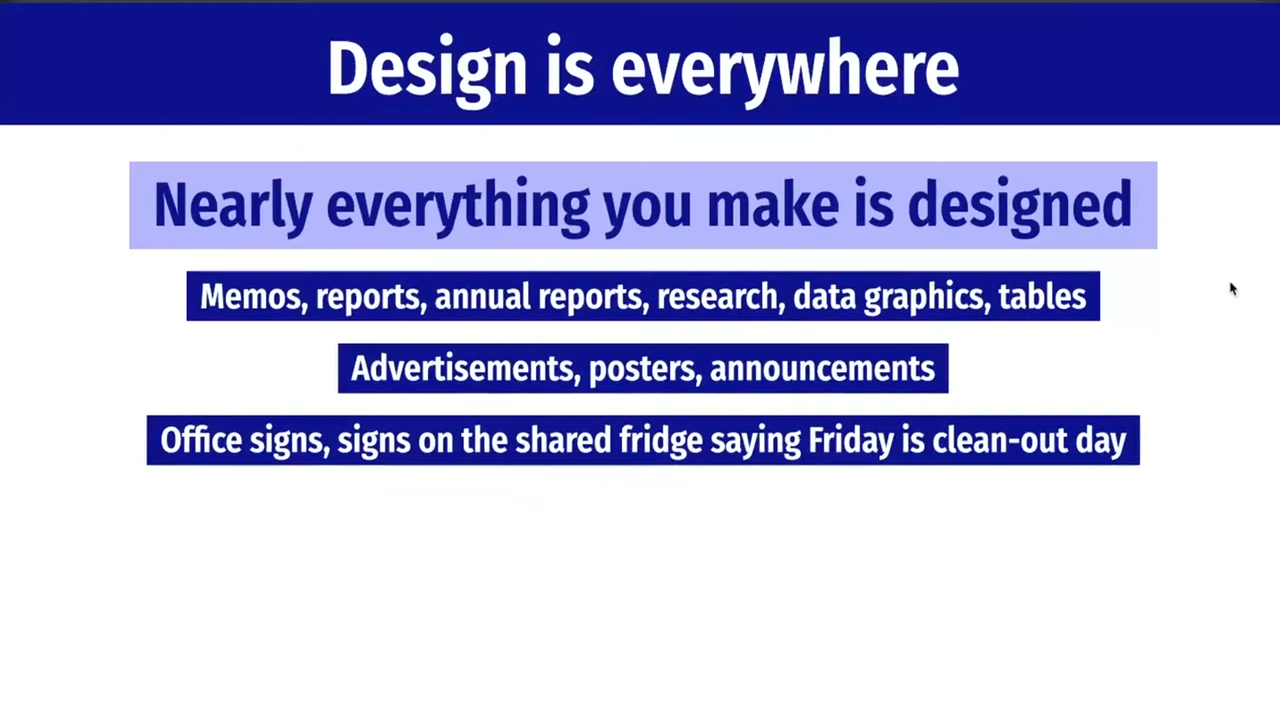 Design is everywhere
Nearly everything you make is designed
Memos, reports, annual reports, research, data graphics, tables
Advertisements, posters, announcements
Office signs, signs on the shared fridge saying Friday is clean-out day